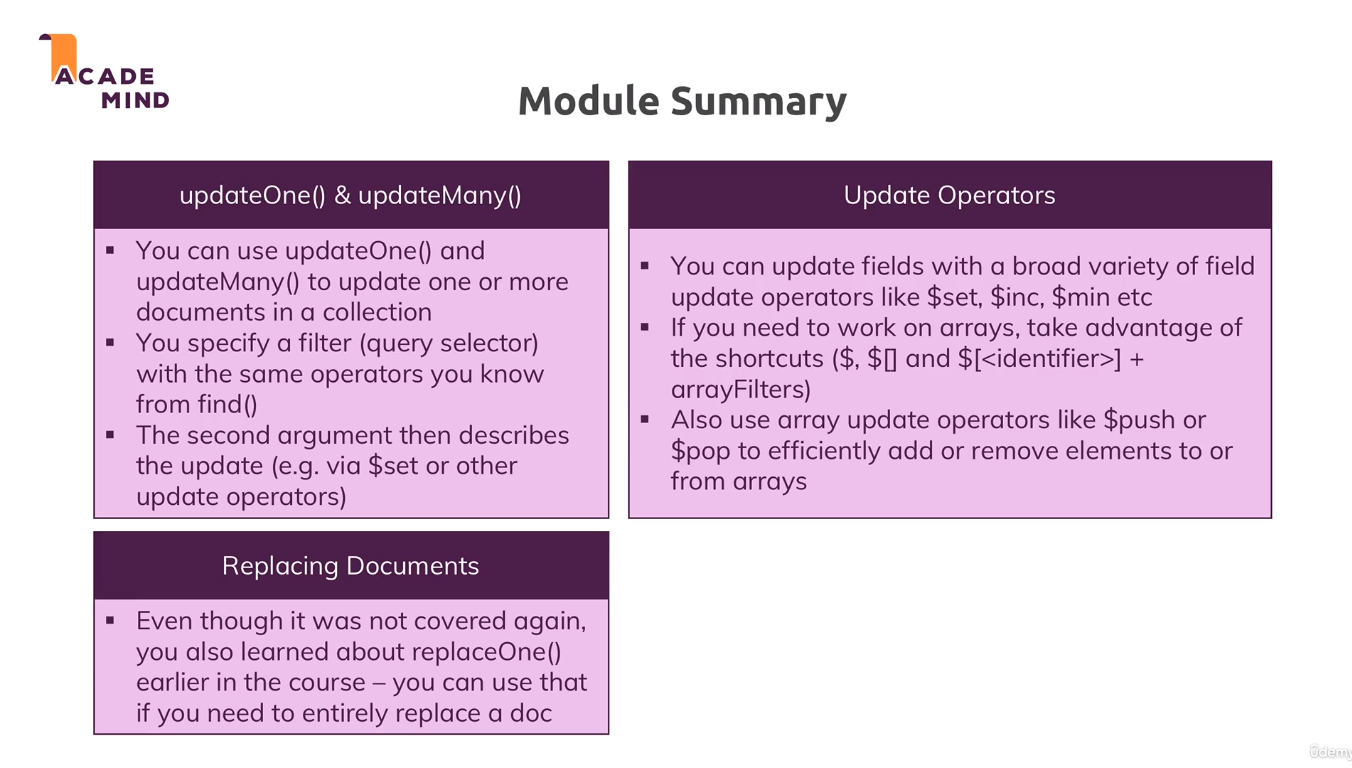 ACADE
MIND
Module Summary
updateOne() & updateMany()
▪ You can use updateOne() and
updateMany() to update one or more
documents in a collection
▪ You specify a filter (query selector)
with the same operators you know
from find()
▪ The second argument then describes
the update (e.g. via $set or other
update operators)
Update Operators
▪ You can update fields with a broad variety of field
update operators like $set, $inc, $min etc
▪ If you need to work on arrays, take advantage of
the shortcuts ($, $[] and $[<identifier>] +
arrayFilters)
▪ Also use array update operators like $push or
$pop to efficiently add or remove elements to or
from arrays
Replacing Documents
▪ Even though it was not covered again,
you also learned about replaceOne()
earlier in the course – you can use that
if you need to entirely replace a doc
ûdemy